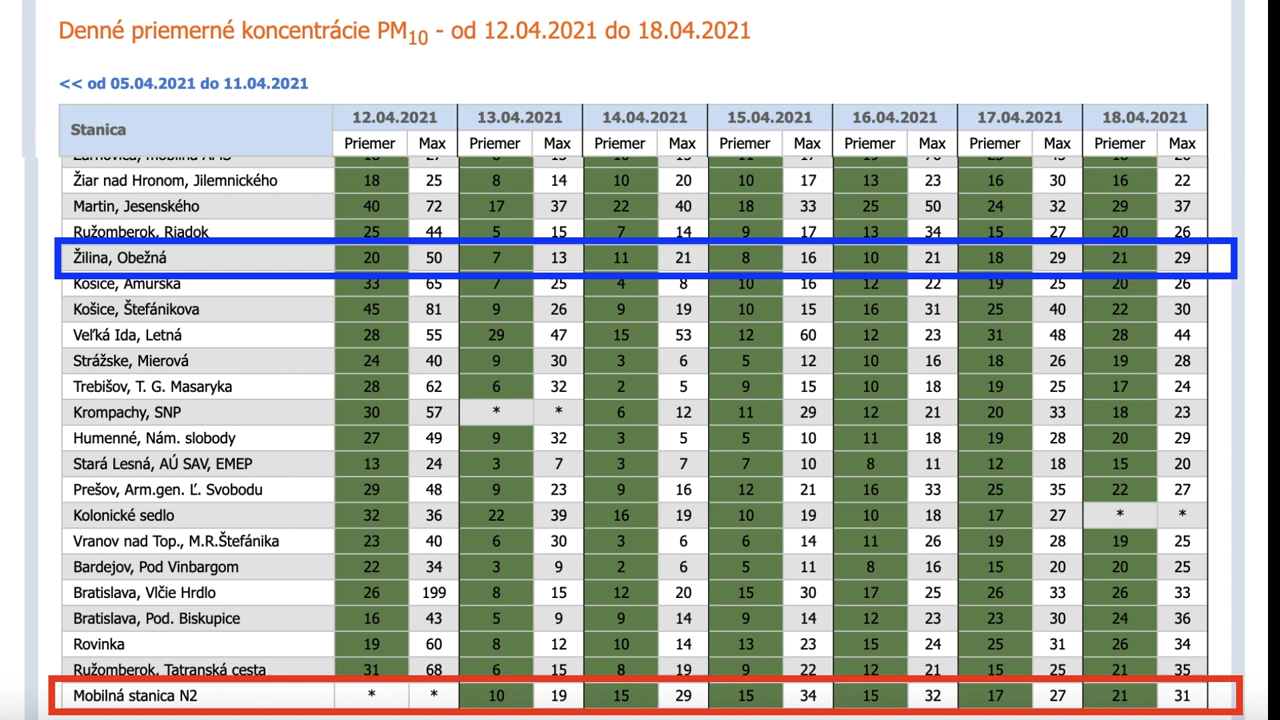 Denné priemerné koncentrácie PM10 - od 12.04.2021 do 18.04.2021
<< od 05.04.2021 do 11.04.2021
Stanica 12.04.2021 13.04.2021 14.04.2021 15.04.2021 16.04.2021 17.04.2021 18.04.2021
Priemer Max Priemer Max Priemer Max Priemer Max Priemer Max Priemer Max Priemer Max
Žiar nad Hronom, Jilemnického 18 25 8 14 10 20 10 17 13 23 16 30 16 22
Martin, Jesenského 40 72 17 37 22 40 18 33 25 50 24 32 29 37
Ružomberok, Riadok 25 44 5 15 7 14 9 17 13 34 15 27 20 26
Žilina, Obežná 20 50 7 13 11 21 8 16 10 21 18 29 21 29
Košice, Amurská 33 65 7 25 4 8 10 16 12 22 19 25 20 26
Košice, Štefánikova 45 81 9 26 9 19 10 15 16 31 25 40 22 30
Veľká Ida, Letná 28 55 29 47 15 53 12 60 12 23 31 48 28 44
Strážske, Mierová 24 40 9 30 3 6 5 12 10 16 18 26 19 28
Trebišov, T. G. Masaryka 28 62 6 32 2 5 9 15 10 18 19 25 17 24
Krompachy, SNP 30 57 * * 6 12 11 29 12 21 20 33 18 23
Humenné, Nám. slobody 27 49 9 32 3 5 5 10 11 18 19 28 20 29
Stará Lesná, AÚ SAV, EMEP 13 24 3 7 3 7 7 10 8 11 12 18 15 20
Prešov, Arm.gen. Ľ. Svobodu 29 48 9 23 9 16 12 21 16 33 25 35 22 27
Kolonické sedlo 32 36 22 39 16 19 10 19 10 18 17 27 * *
Vranov nad Top., M.R.Štefánika 23 40 6 30 3 6 6 14 11 26 19 28 19 25
Bardejov, Pod Vinbargom 22 34 3 9 2 6 5 11 8 16 15 20 20 25
Bratislava, Vlčie Hrdlo 26 199 8 15 12 20 15 30 17 25 26 33 26 33
Bratislava, Pod. Biskupice 16 43 5 9 9 14 9 14 12 23 23 30 24 36
Rovinka 19 60 8 12 10 14 13 23 15 24 25 31 26 34
Ružomberok, Tatranská cesta 31 68 6 15 8 19 9 22 12 21 15 25 21 35
Mobilná stanica N2 * * 10 19 15 29 15 34 15 32 17 27 21 31